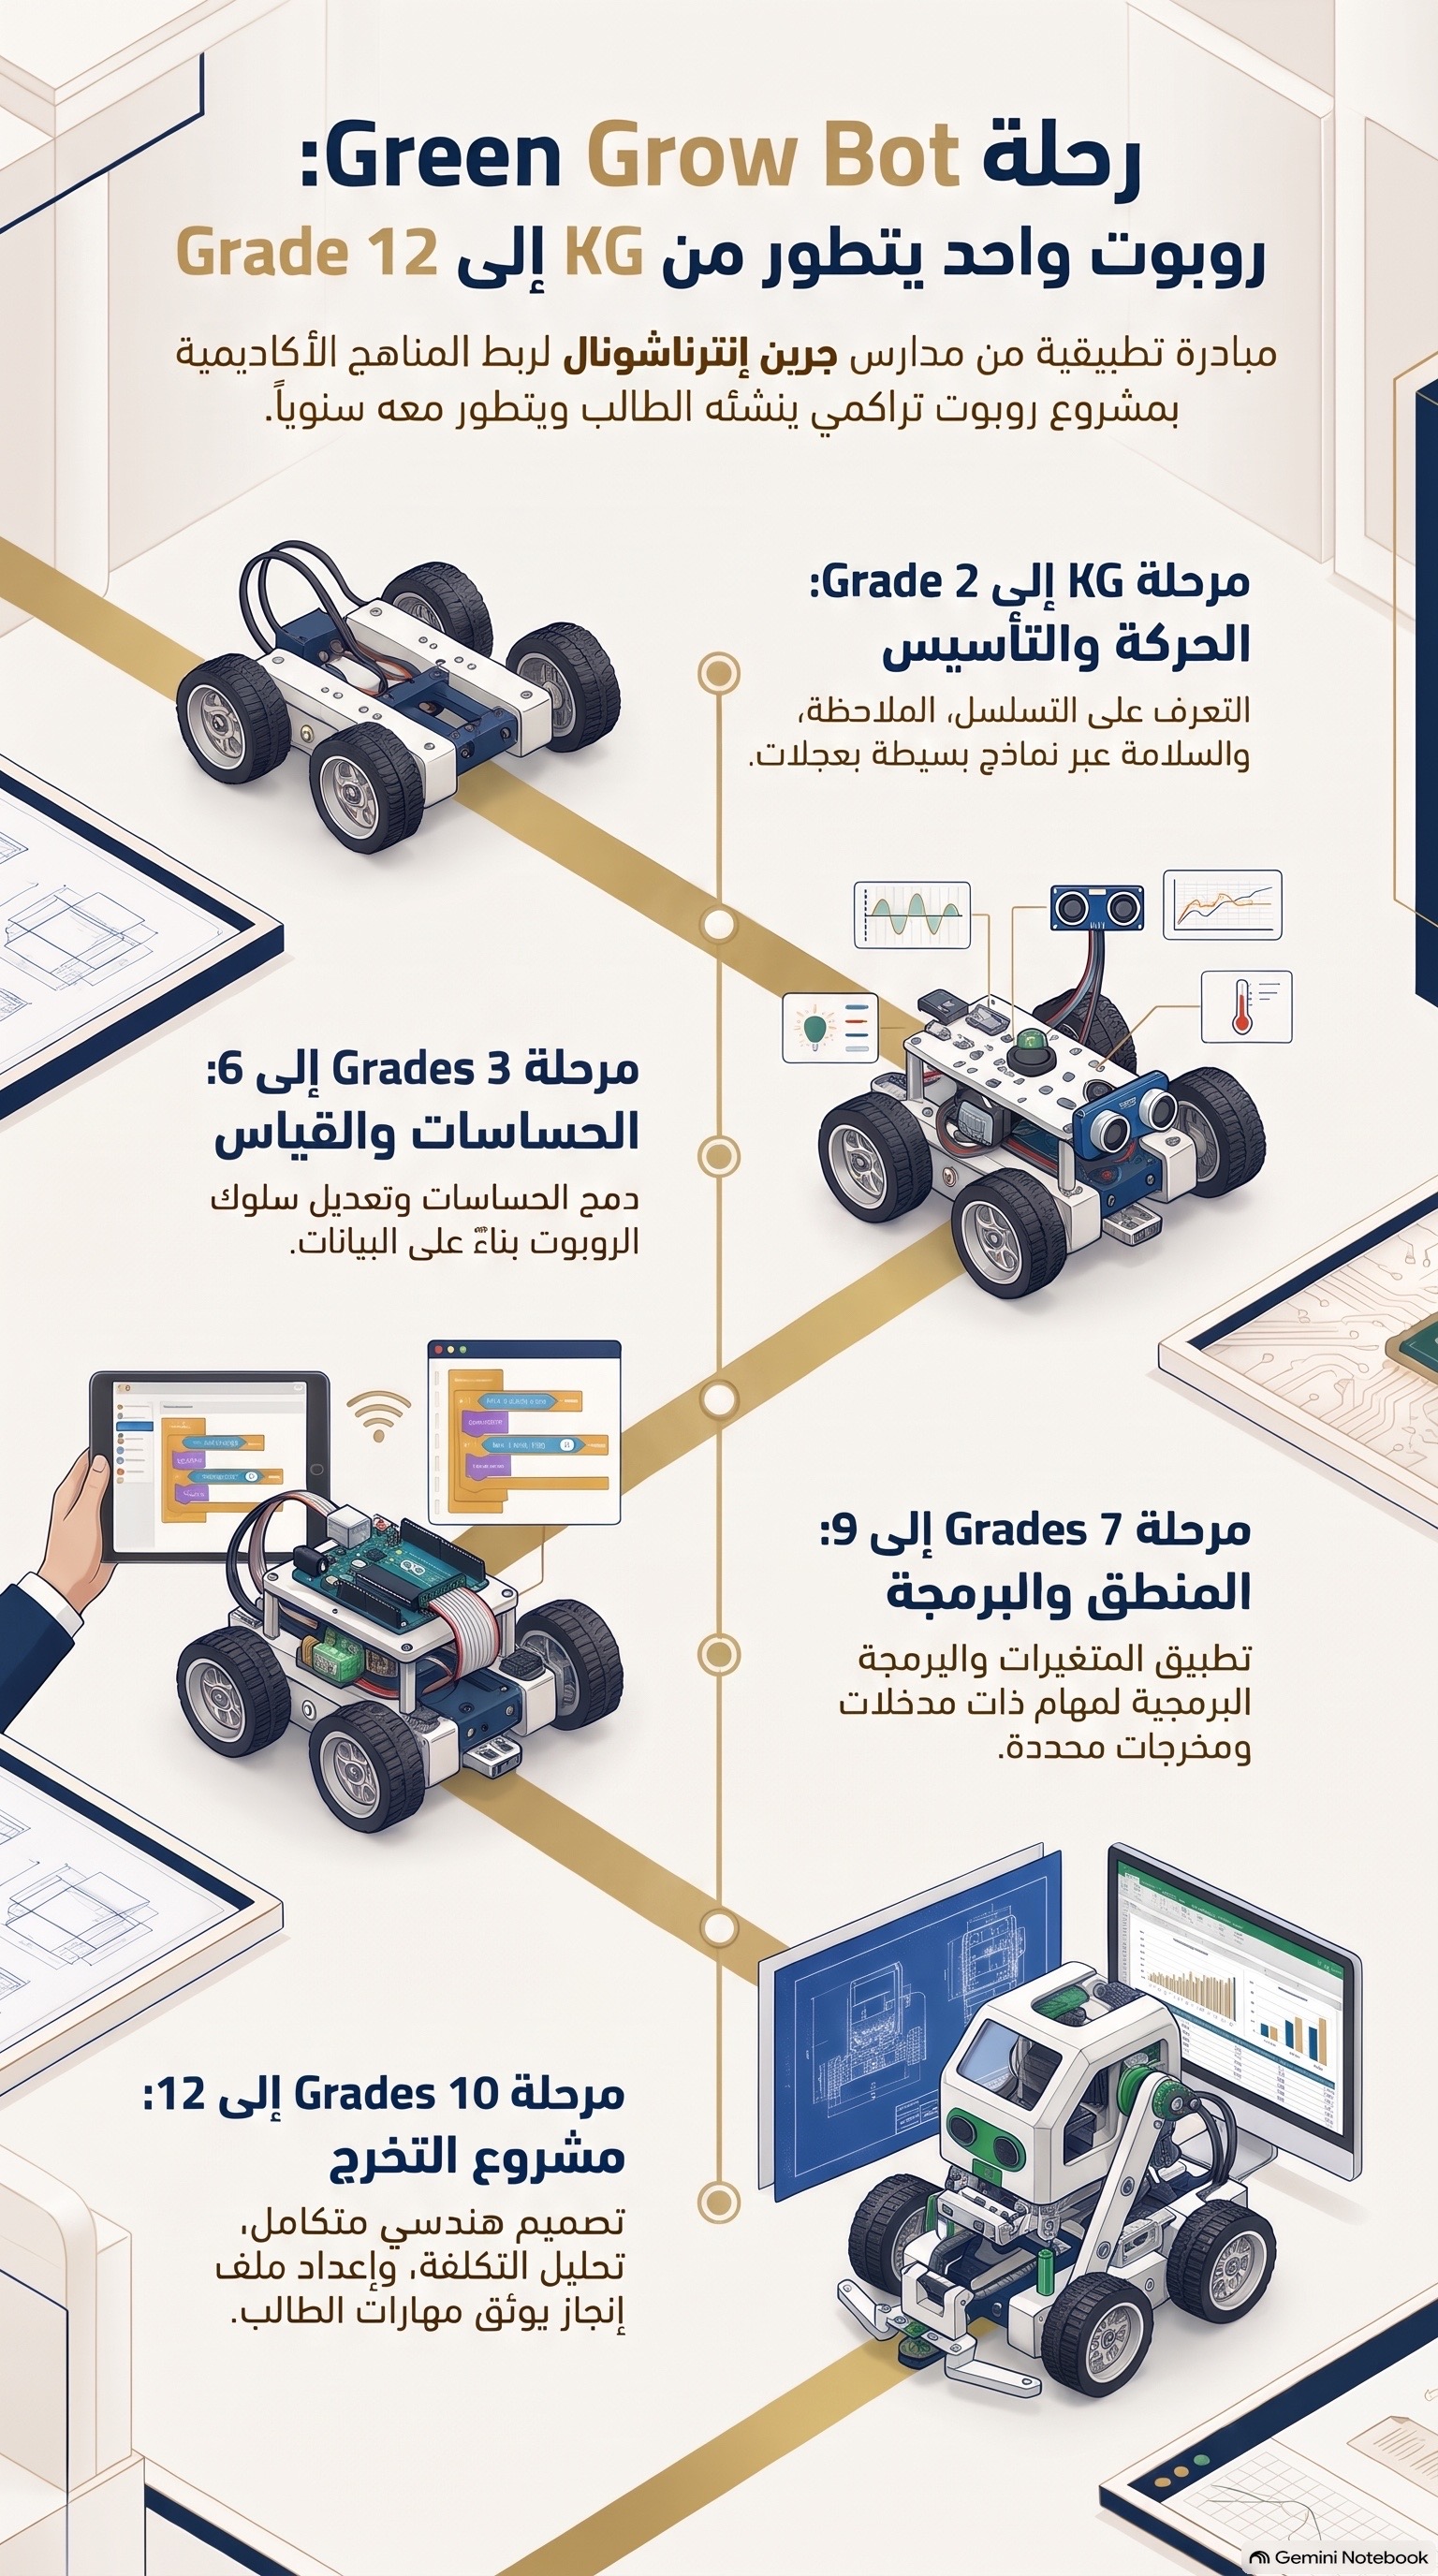 رحلة Green Grow Bot:
روبوت واحد يتطور من KG إلى Grade 12
مبادرة تطبيقية من مدارس جرين إنترناشونال لربط المناهج الأكاديمية
بمشروع روبوت تراكمي ينشئه الطالب ويتطور معه سنوياً.
مرحلة KG إلى Grade 2:
الحركة والتأسيس
التعرف على التسلسل، الملاحظة،
والسلامة عبر نماذج بسيطة بعجلات.
مرحلة Grades 3 إلى 6:
الحساسات والقياس
دمج الحساسات وتعديل سلوك
الروبوت بناءً على البيانات.
مرحلة Grades 7 إلى 9:
المنطق والبرمجة
تطبيق المتغيرات واليرمجة
البرمجية لمهام ذات مدخلات
ومخرجات محددة.
مرحلة Grades 10 إلى 12:
مشروع التخرج
تصميم هندسي متكامل،
تحليل التكلفة، وإعداد ملف
إنجاز يوثق مهارات الطالب.
Gemini Notebook